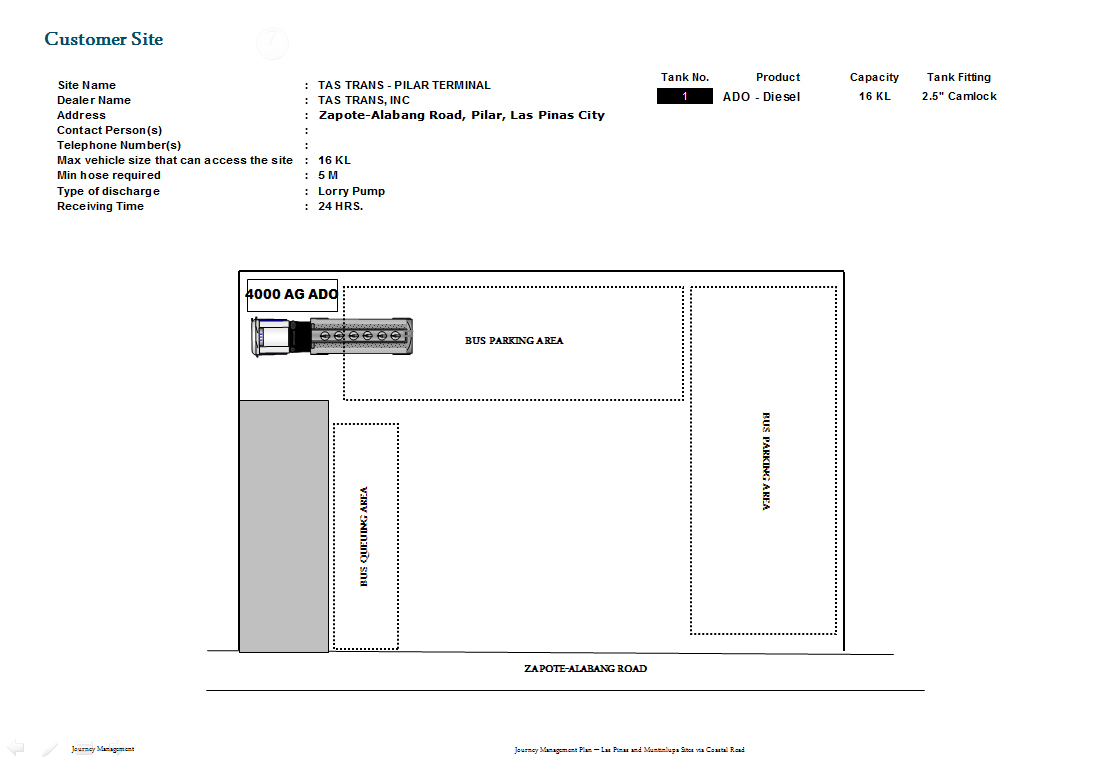 Customer Site
7
Site Name : TAS TRANS - PILAR TERMINAL
Dealer Name : TAS TRANS, INC
Address : Zapote-Alabang Road, Pilar, Las Pinas City
Contact Person(s) :
Telephone Number(s) :
Max vehicle size that can access the site : 16 KL
Min hose required : 5 M
Type of discharge : Lorry Pump
Receiving Time : 24 HRS.
Tank No. Product Capacity Tank Fitting
1 ADO - Diesel 16 KL 2.5" Camlock
4000 AG ADO
BUS PARKING AREA
BUS PARKING AREA
BUS QUEUING AREA
ZAPOTE-ALABANG ROAD
Journey Management
Journey Management Plan – Las Pinas and Muntinlupa Sites via Coastal Road